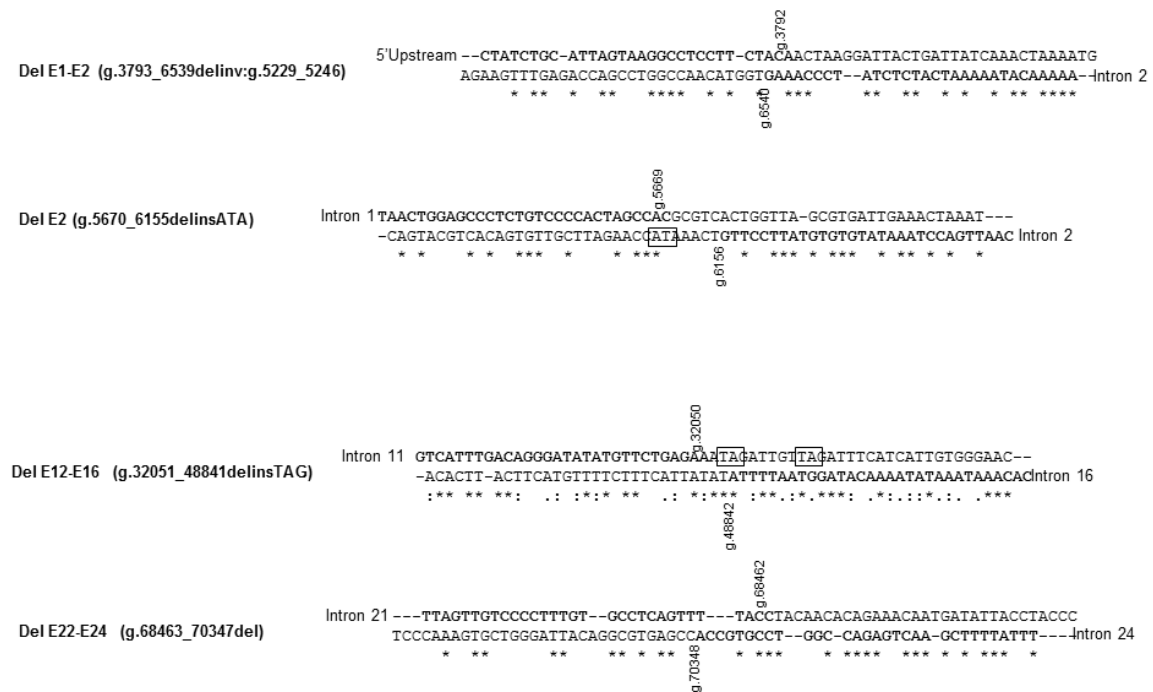 g.3792
5'Upstream --CTATCTGC-ATTAGTAAGGCCTCCTT-CTACAACTAAGGATTACTGATTATCAAACTAAAATG
Del E1-E2 (g.3793_6539delinv:g.5229_5246)
AGAAGTTTGAGACCAGCCTGGCCAACATGGTGAAACCCT--ATCTCTACTAAAAATACAAAAA--Intron 2
* ** * ** **** * * * *** ** ** * * * ****
g.6540
g.5669
Intron 1 TAACTGGAGCCCTCTGTCCCCACTAGCCACGCGTCACTGGTTA-GCGTGATTGAAACTAAAT---
Del E2 (g.5670_6155delinsATA)
-CAGTACGTCACAGTGTTGCTTAGAACCATAAACTGTTCCTTATGTGTGTATAAATCCAGTTAAC Intron 2
* * * * *** * * *** * *** * *** * * * *
g.6156
g.32050
Intron 11 GTCATTTGACAGGGATATATGTTCTGAGAAATAGATTGTTAGATTTCATCATTGTGGGAAC--
Del E12-E16 (g.32051_48841delinsTAG)
-ACACTT-ACTTCATGTTTTCTTTCATTATATATTTTAATGGATACAAAATATAAATAAACACIntron 16
:** ** ** .: :*:* ** .: .:*** *:.. ***:. .*:.::.:. . ***
g.48842
g.68462
Intron 21 ---TTAGTTGTCCCCTTTGT--GCCTCAGTTT---TACCTACAACACAGAAACAATGATATTACCTACCC
Del E22-E24 (g.68463_70347del)
TCCCAAAGTGCTGGGATTACAGGCGTGAGCCACCGTGCCT-GGC-CAGAGTCAA-GCTTTTATTT----Intron 24
* ** ** ** * ** * *** * **** *** ** * *** *
g.70348